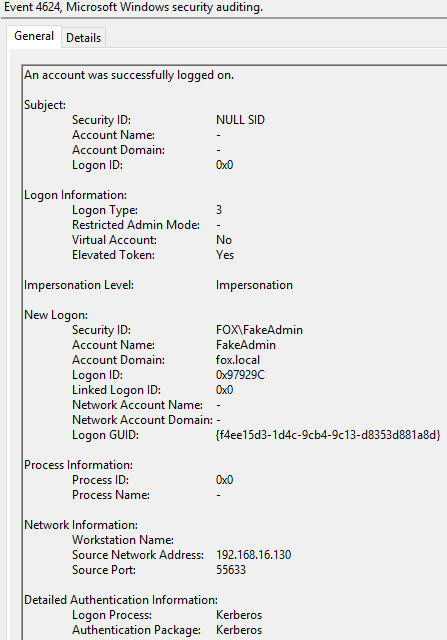 Event 4624, Microsoft Windows security auditing.
General Details
An account was successfully logged on.
Subject:
Security ID: NULL SID
Account Name: -
Account Domain: -
Logon ID: 0x0
Logon Information:
Logon Type: 3
Restricted Admin Mode: -
Virtual Account: No
Elevated Token: Yes
Impersonation Level: Impersonation
New Logon:
Security ID: FOX\FakeAdmin
Account Name: FakeAdmin
Account Domain: fox.local
Logon ID: 0x97929C
Linked Logon ID: 0x0
Network Account Name: -
Network Account Domain: -
Logon GUID: {f4ee15d3-1d4c-9cb4-9c13-d8353d881a8d}
Process Information:
Process ID: 0x0
Process Name: -
Network Information:
Workstation Name:
Source Network Address: 192.168.16.130
Source Port: 55633
Detailed Authentication Information:
Logon Process: Kerberos
Authentication Package: Kerberos